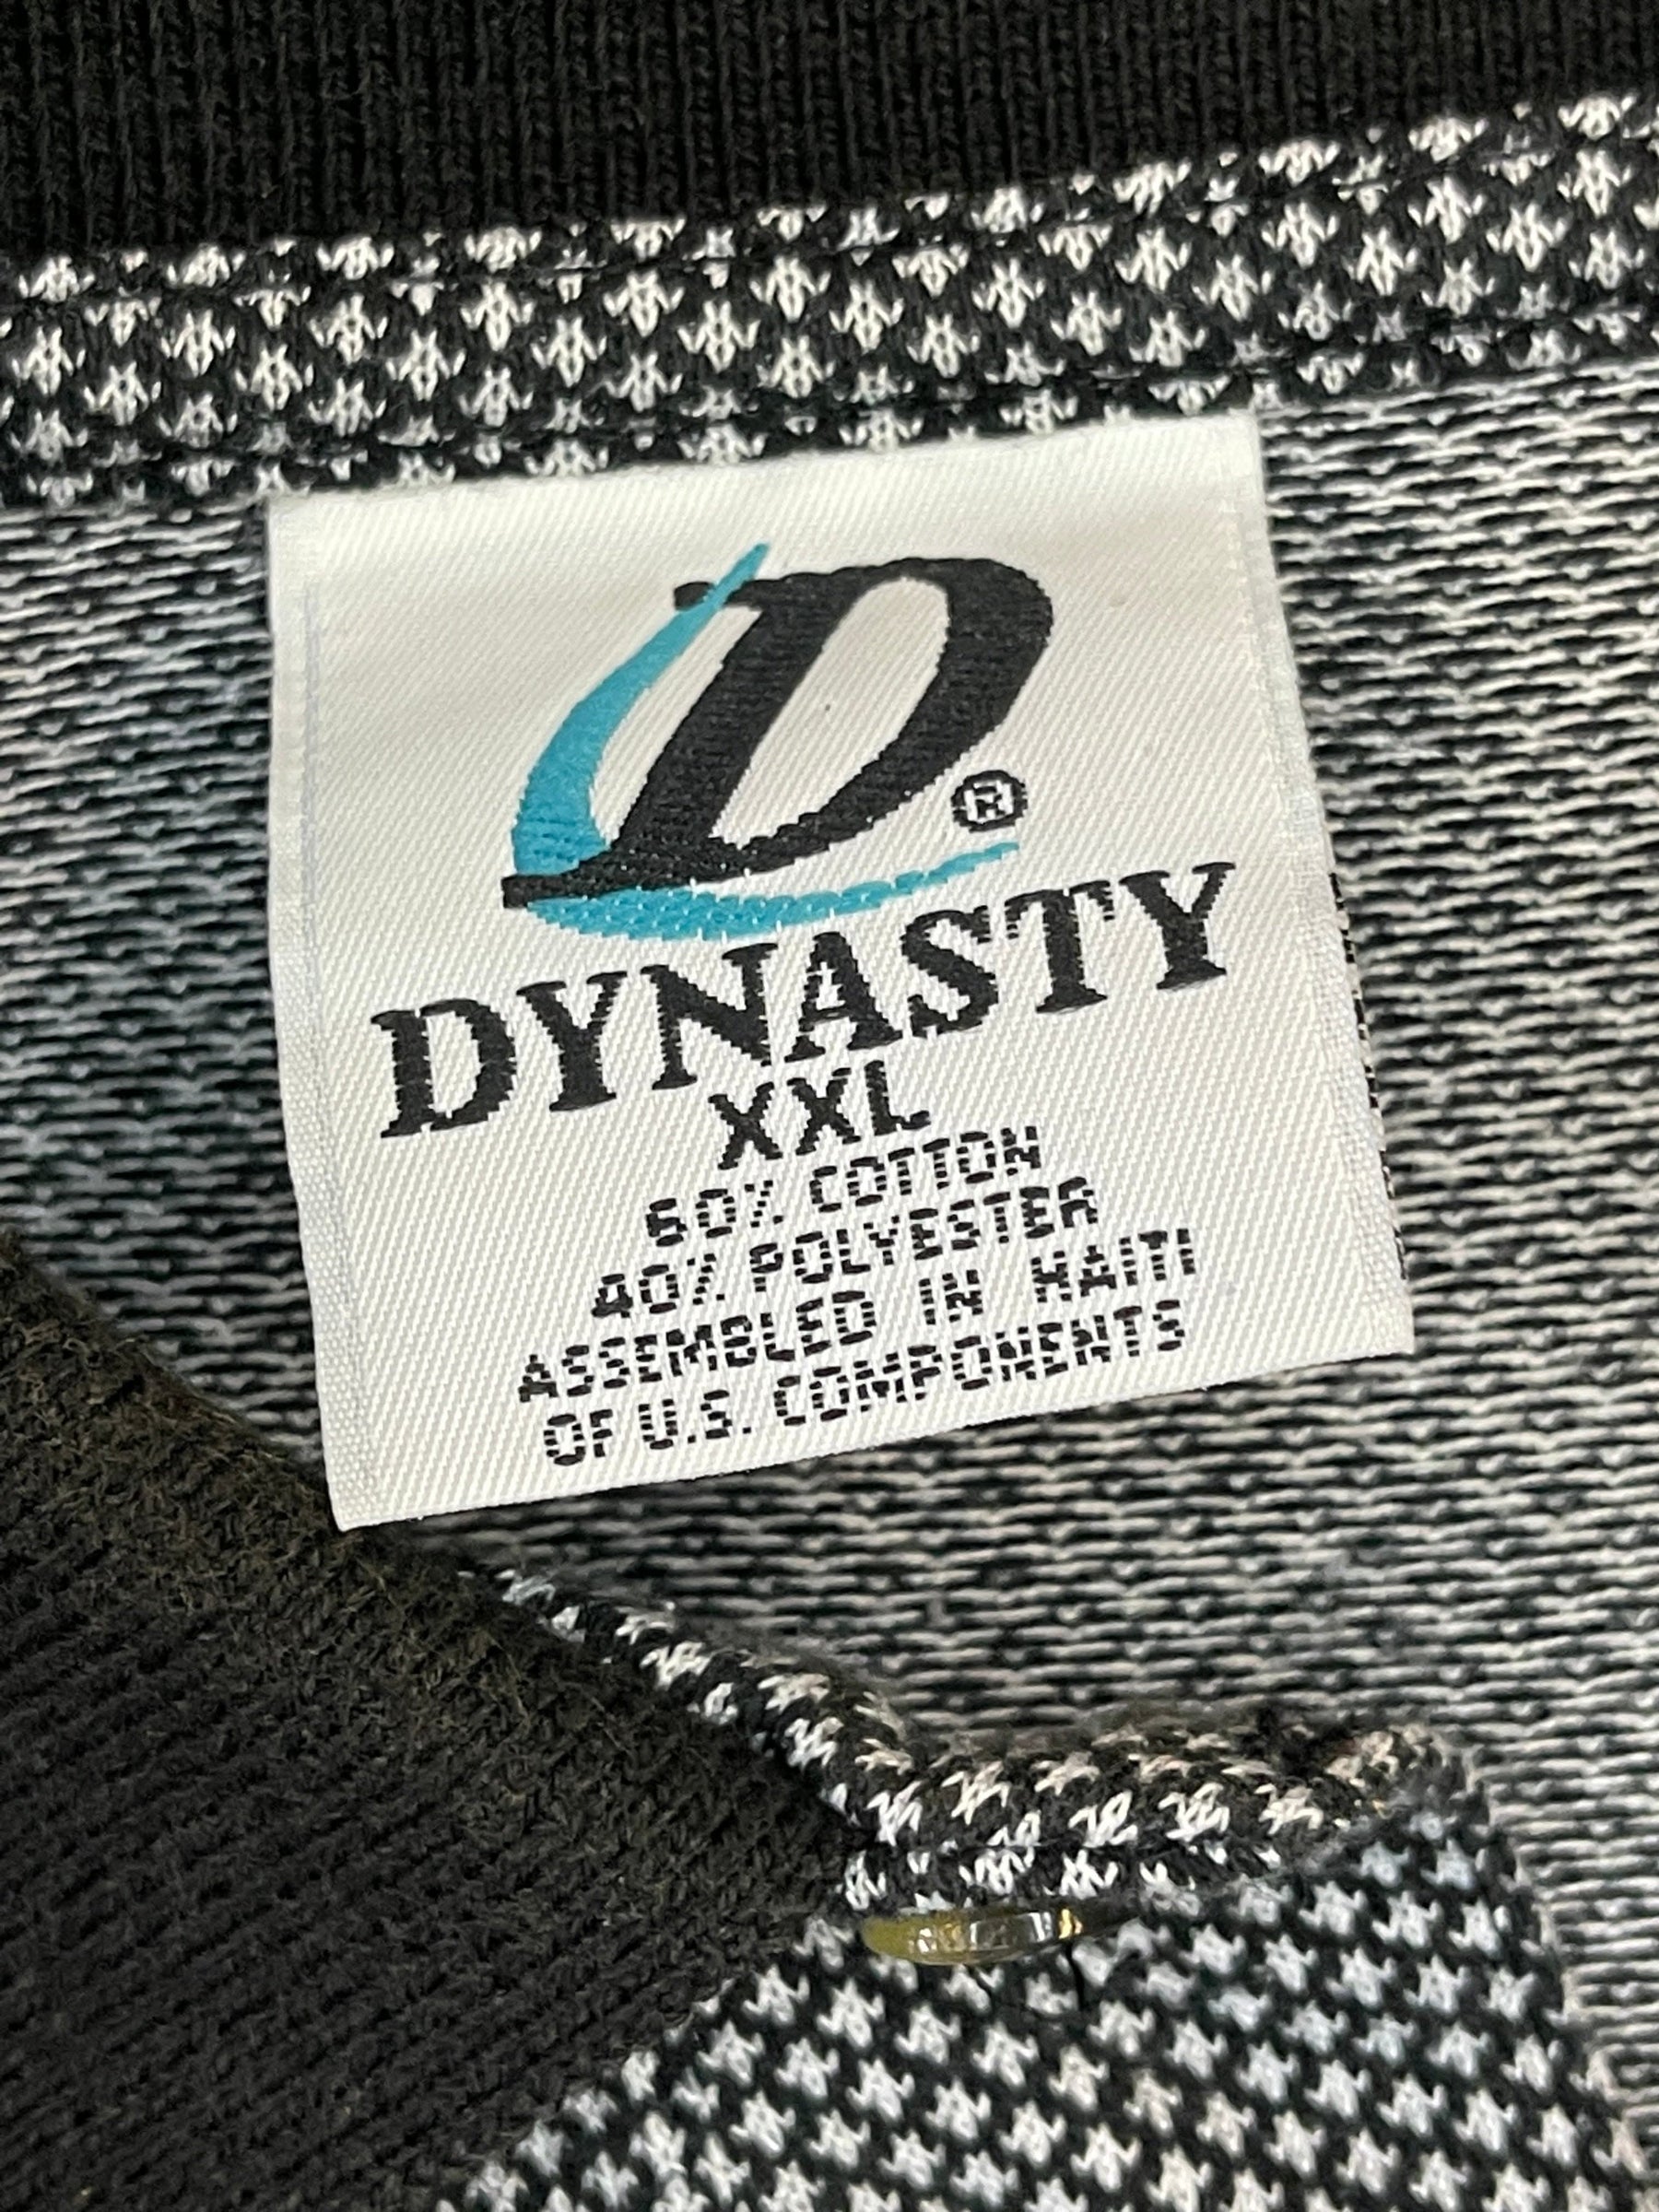 D®
DYNASTY
XXL
60% COTTON
40% POLYESTER
ASSEMBLED IN HAITI
OF U.S. COMPONENTS